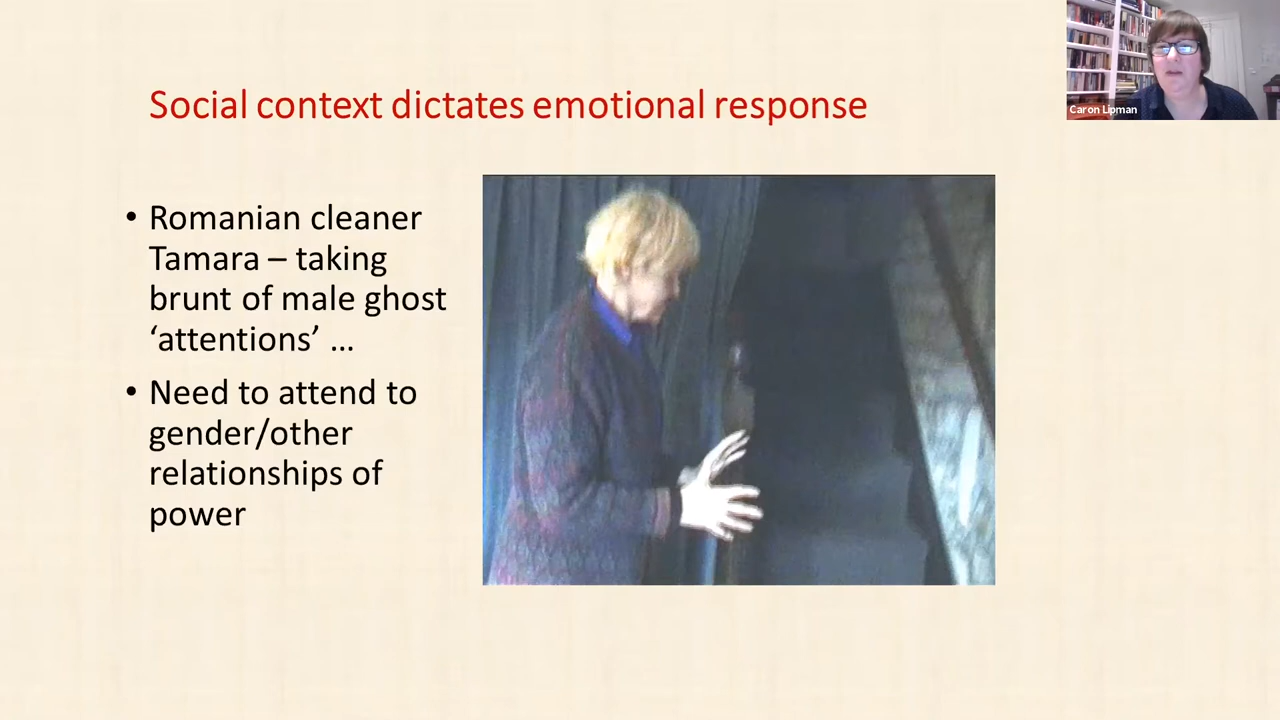 Caron Lipman
Social context dictates emotional response
• Romanian cleaner
Tamara – taking
brunt of male ghost
‘attentions’ ...
• Need to attend to
gender/other
relationships of
power